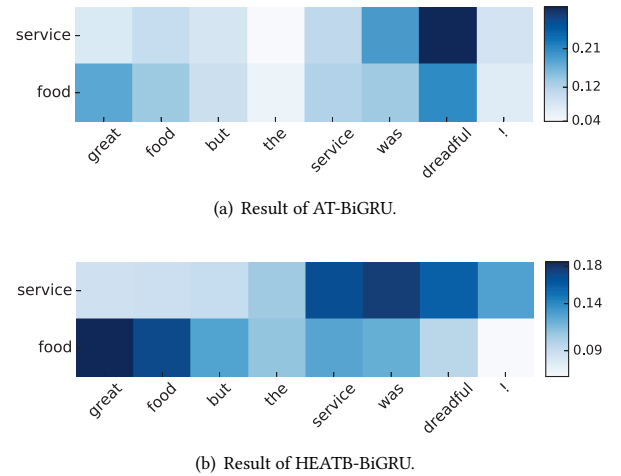 service
food
great food but the service was dreadful !
0.21
0.12
0.04
(a) Result of AT-BiGRU.
service
food
great food but the service was dreadful !
0.18
0.14
0.09
(b) Result of HEATB-BiGRU.